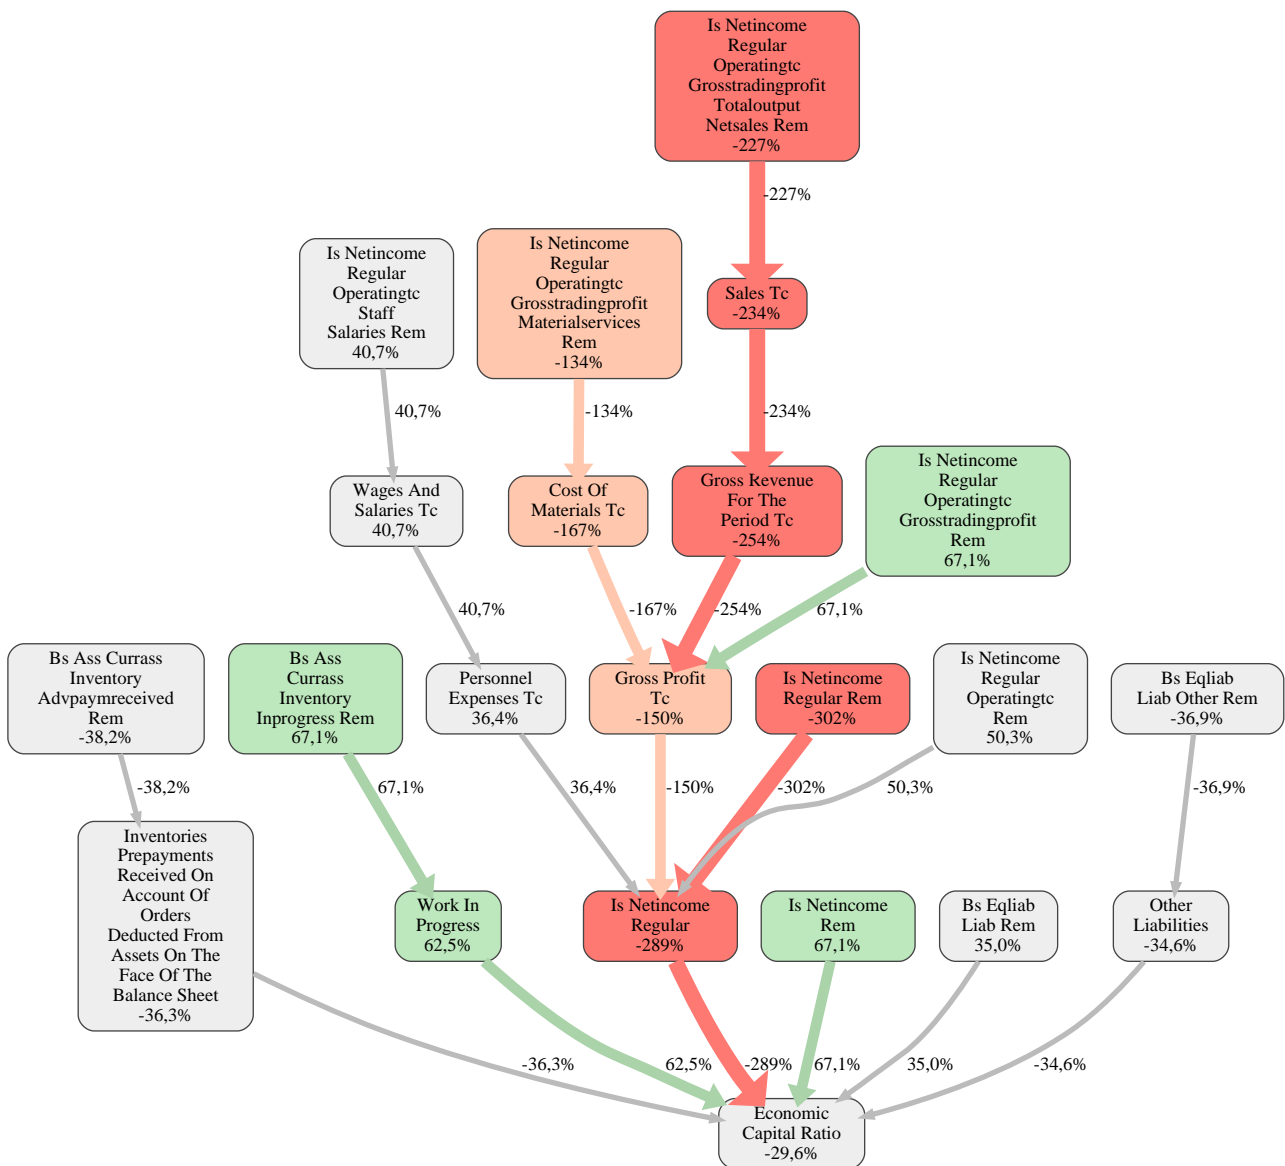 Is Netincome
Regular
Operatingtc
Grosstradingprofit
Totaloutput
Netsales Rem
-227%
-227%
Is Netincome
Regular
Operatingtc
Staff
Salaries Rem
40,7%
Is Netincome
Regular
Operatingtc
Grosstradingprofit
Materialservices
Rem
-134%
Sales Tc
-234%
40,7%
-134%
-234%
Wages And
Salaries Tc
40,7%
Cost Of
Materials Tc
-167%
Gross Revenue
For The
Period Tc
-254%
Is Netincome
Regular
Operatingtc
Grosstradingprofit
Rem
67,1%
40,7%
-167%
-254%
67,1%
Bs Ass Currass
Inventory
Advpaymreceived
Rem
-38,2%
Bs Ass
Currass
Inventory
Inprogress Rem
67,1%
Personnel
Expenses Tc
36,4%
Gross Profit
Tc
-150%
Is Netincome
Regular Rem
-302%
Is Netincome
Regular
Operatingtc
Rem
50,3%
Bs Eqliab
Liab Other Rem
-36,9%
-38,2%
67,1%
36,4%
-150%
-302%
50,3%
-36,9%
Inventories
Prepayments
Received On
Account Of
Orders
Deducted From
Assets On The
Face Of The
Balance Sheet
-36,3%
Work In
Progress
62,5%
Is Netincome
Regular
-289%
Is Netincome
Rem
67,1%
Bs Eqliab
Liab Rem
35,0%
Other
Liabilities
-34,6%
-36,3%
62,5%
-289%
67,1%
35,0%
-34,6%
Economic
Capital Ratio
-29,6%